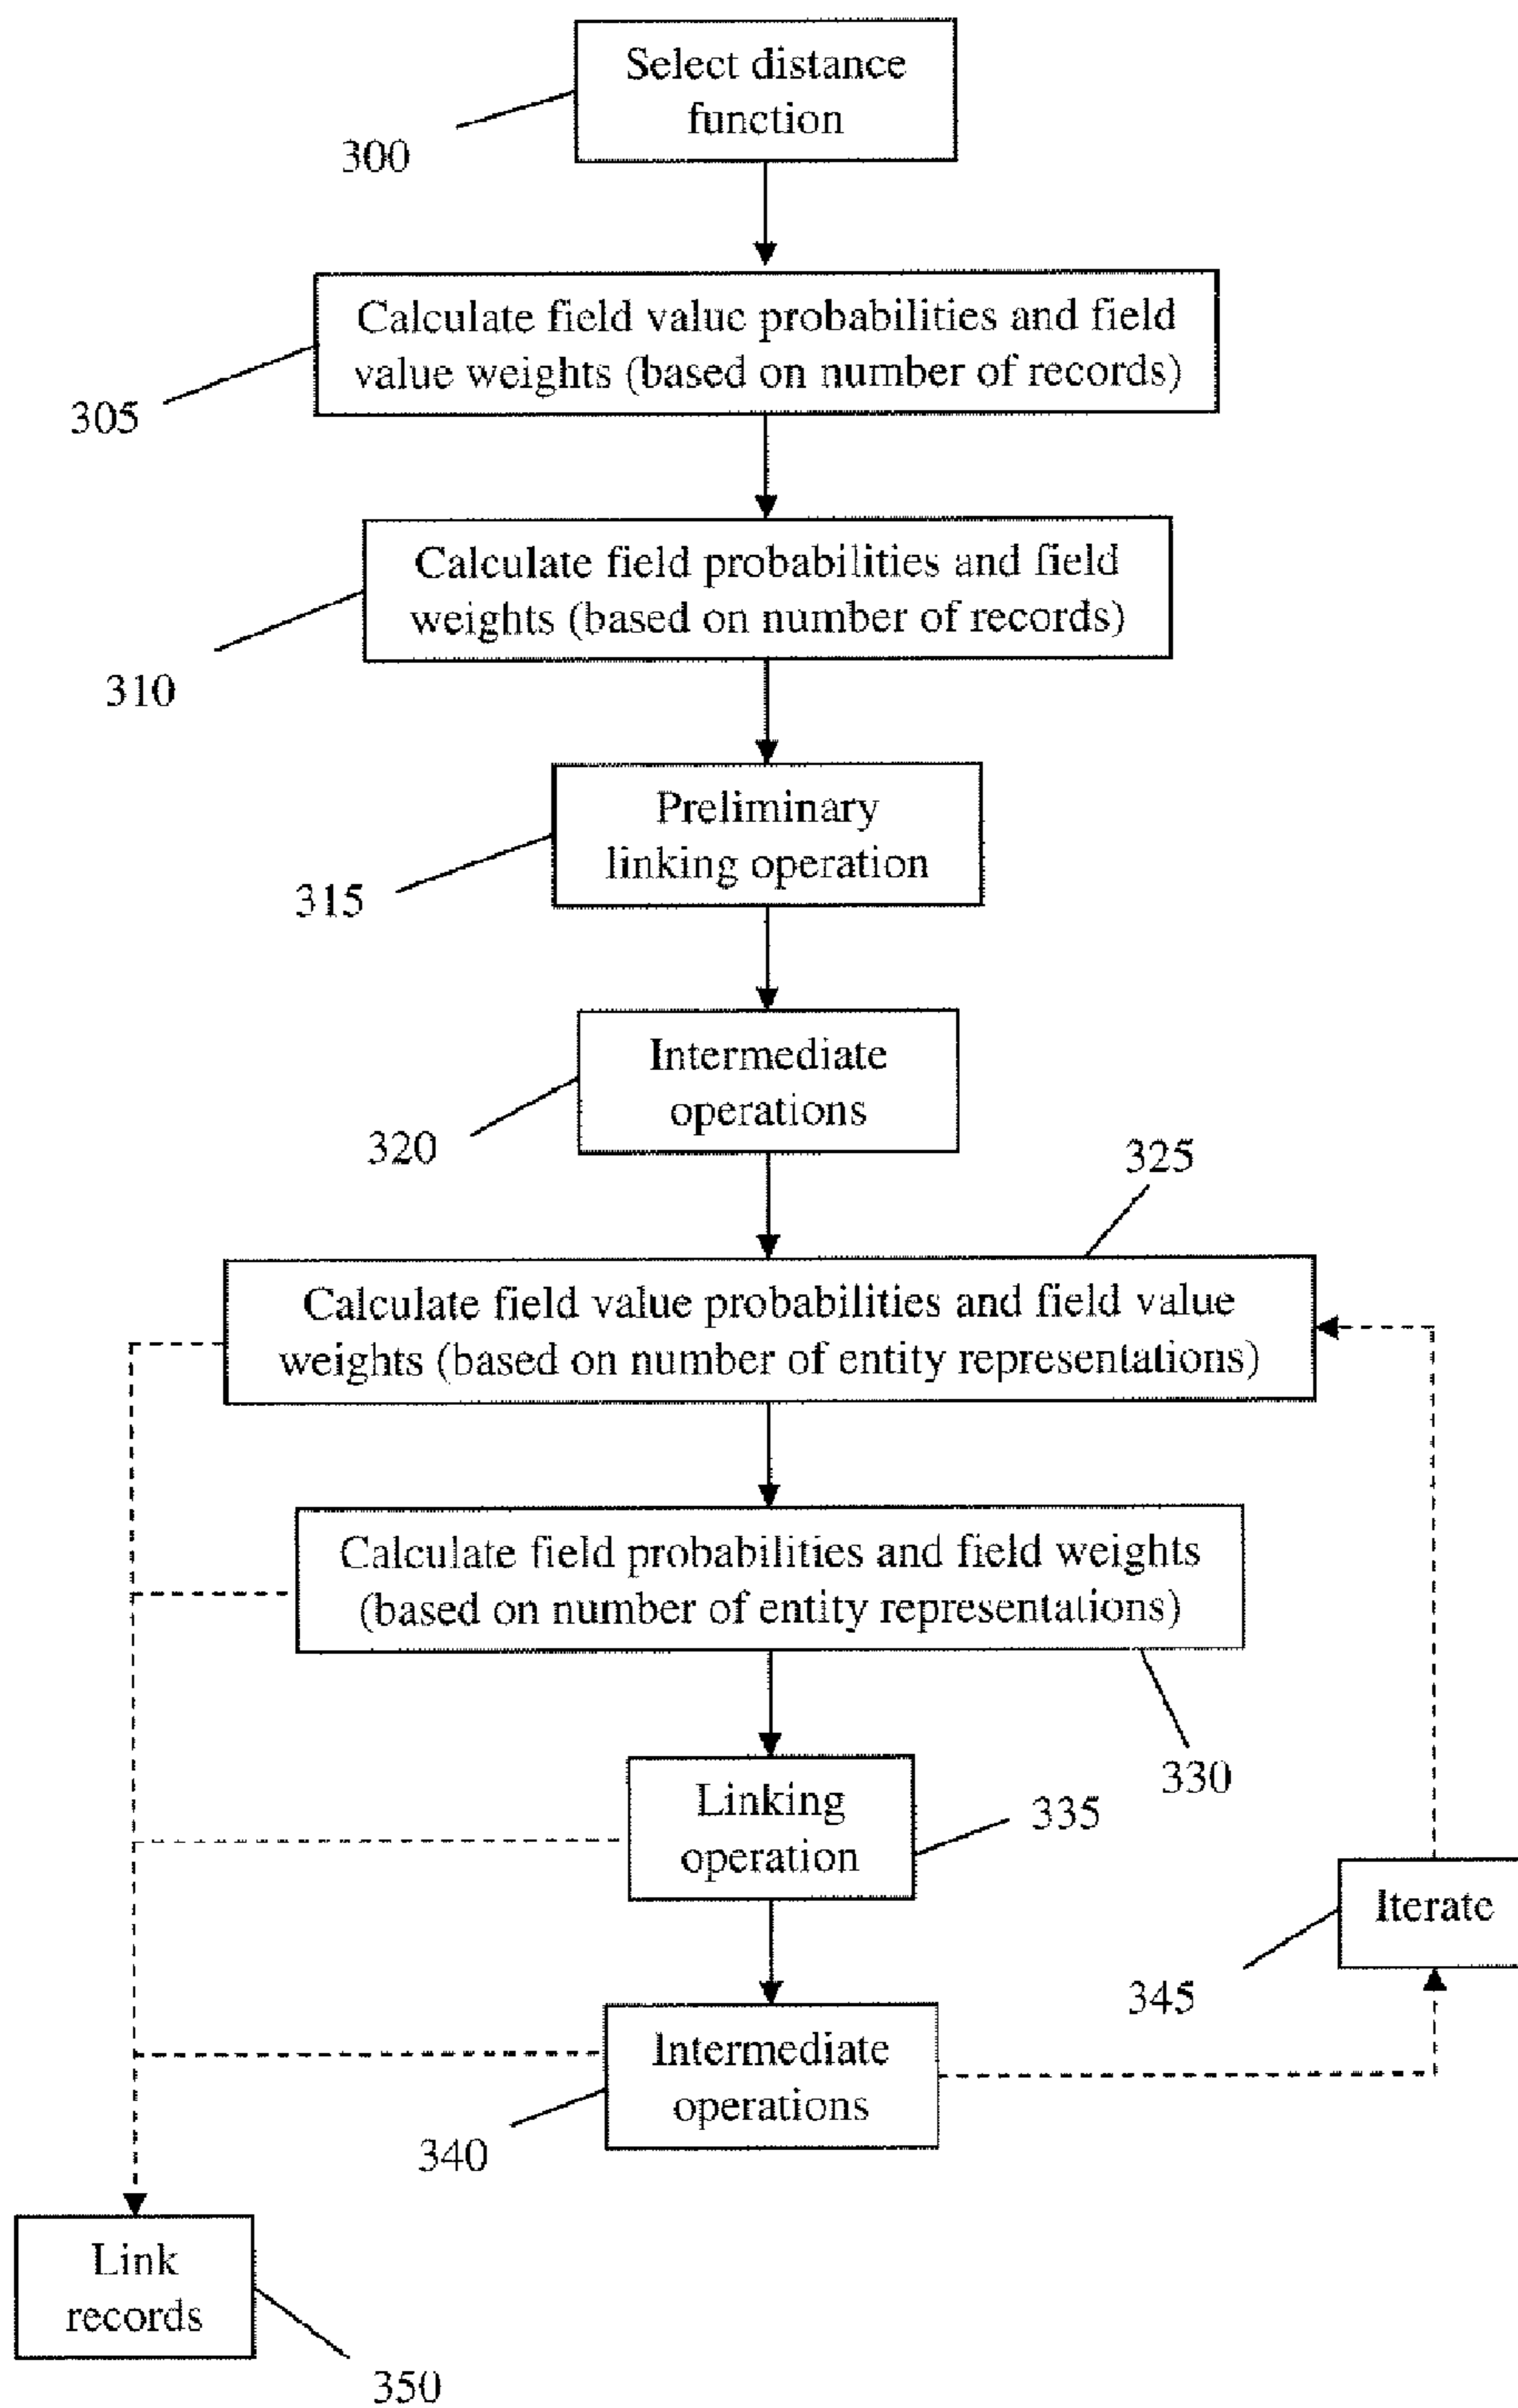 Select distance
function
300
Calculate field value probabilities and field
value weights (based on number of records)
305
Calculate field probabilities and field
weights (based on number of records)
310
Preliminary
linking operation
315
Intermediate
operations
320
325
Calculate field value probabilities and field value
weights (based on number of entity representations)
Calculate field probabilities and field weights
(based on number of entity representations)
330
Linking
operation
335
Iterate
345
Intermediate
operations
340
Link
records
350